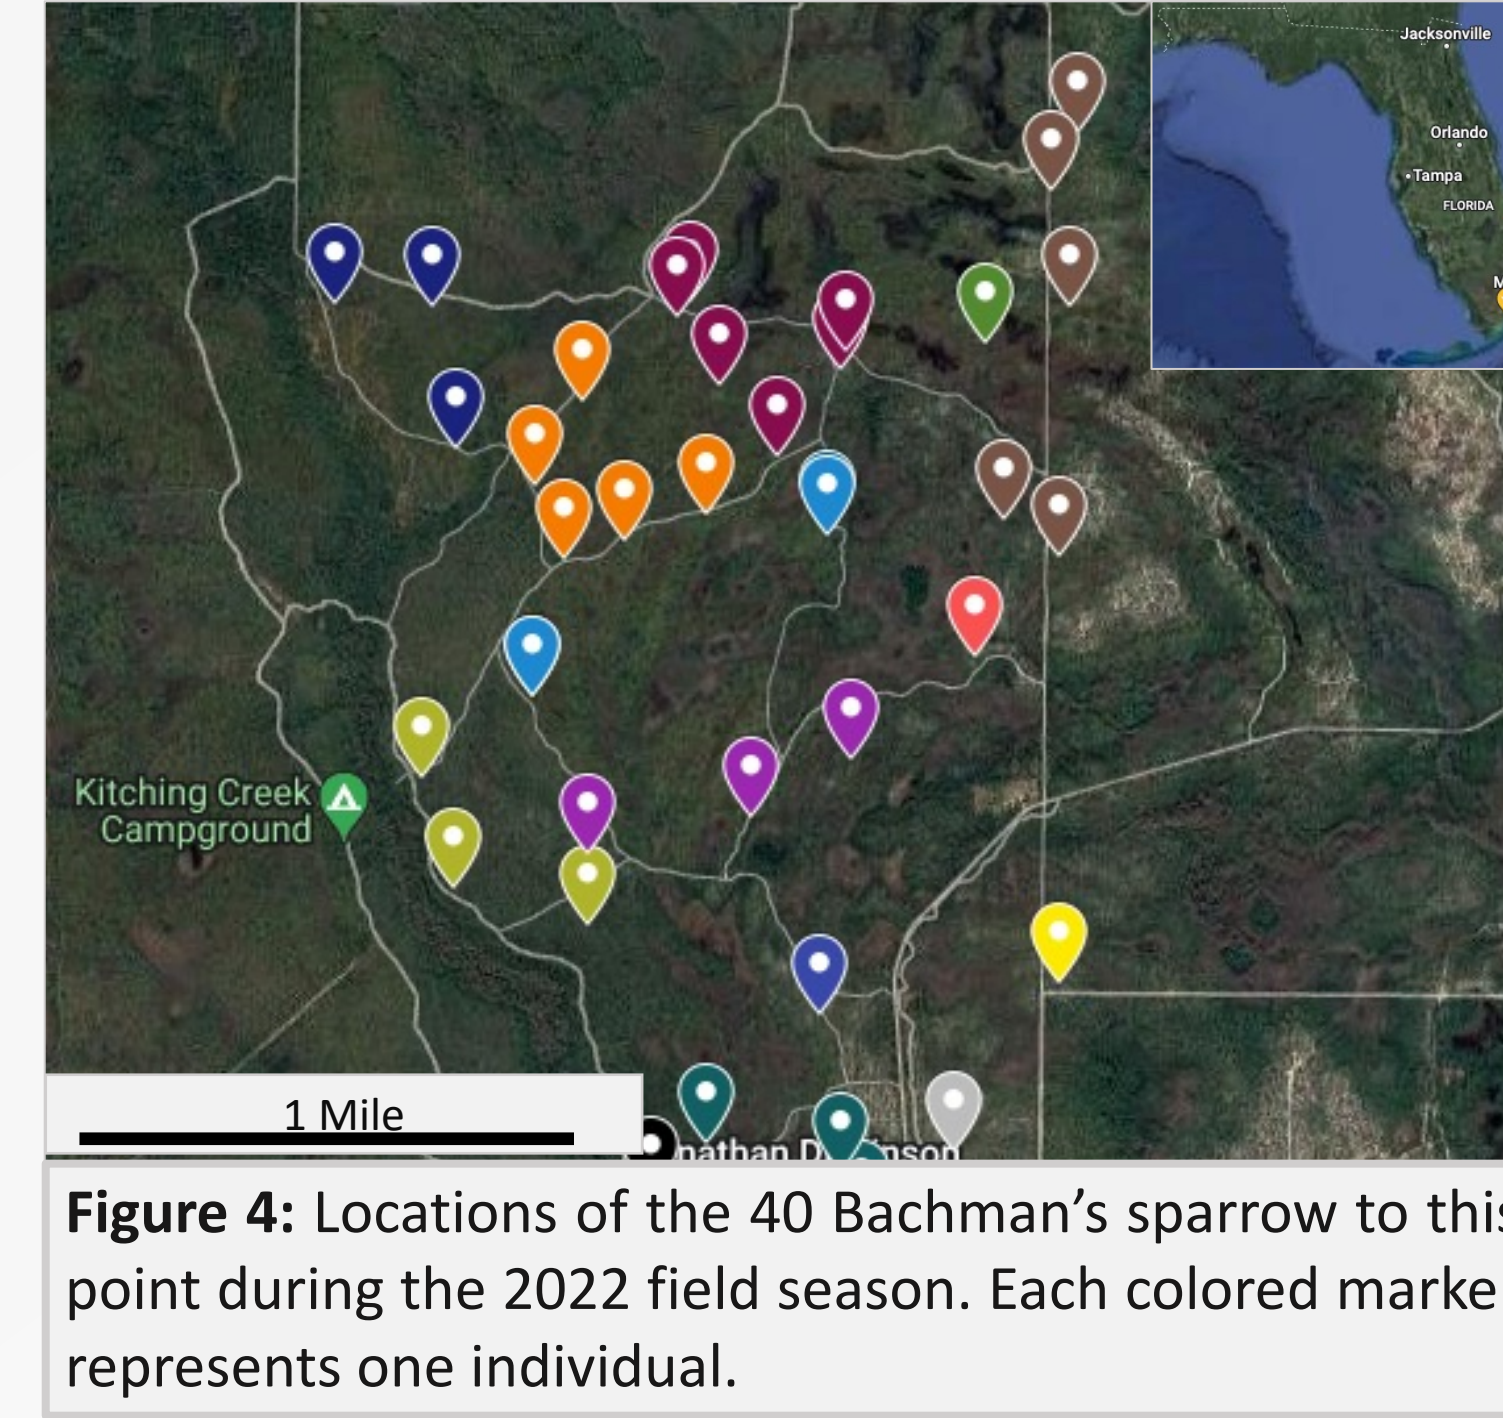 Jacksonville
Orlando
Tampa
FLORIDA
M
Kitching Creek
Campground
1 Mile
Figure 4: Locations of the 40 Bachman’s sparrow to this
point during the 2022 field season. Each colored marke
represents one individual.